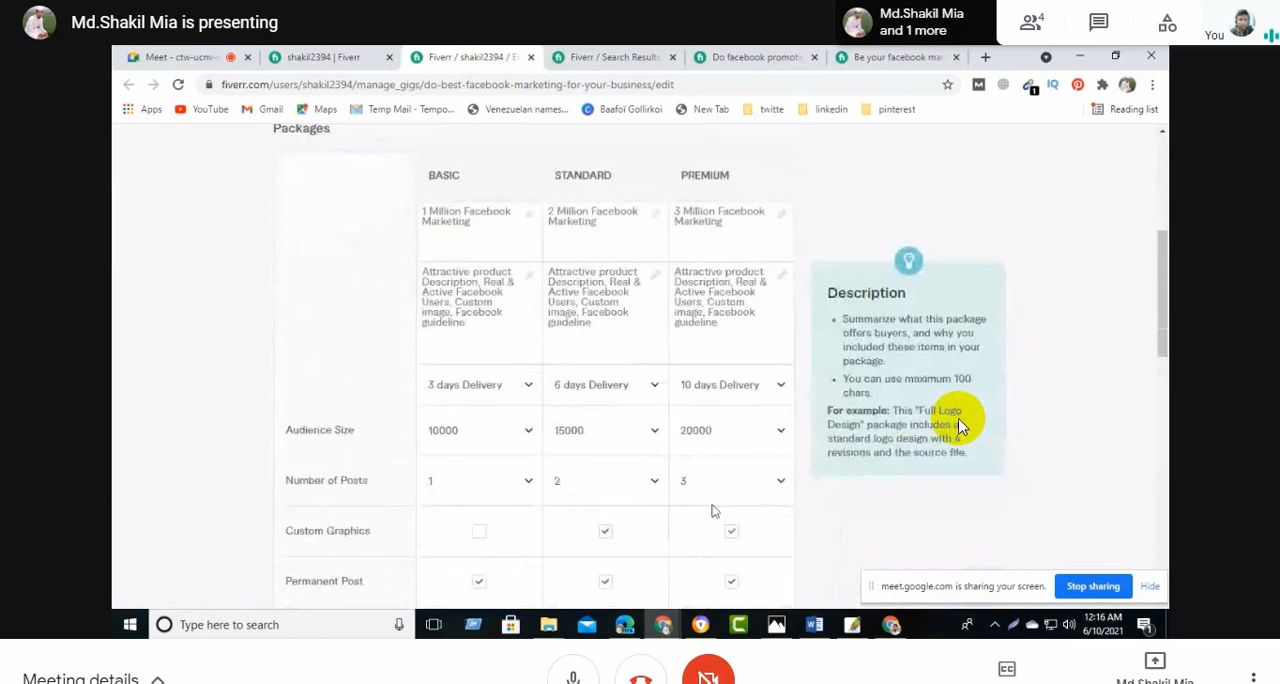 Md.Shakil Mia is presenting
Md.Shakil Mia
and 1 more
4
You
Meet - ctw-ucnv-
shakil2394 | Fiverr
Fiverr / shakil2394 / E
Fiverr / Search Results
Do facebook promoti
Be your facebook ma
fiverr.com/users/shakil2394/manage_gigs/do-best-facebook-marketing-for-your-business/edit
Apps
YouTube
Gmail
Maps
Temp Mail - Tempo...
Venezuelan names...
Baafoi Gollirkoi
New Tab
twitte
linkedin
pinterest
Reading list
Packages
BASIC
STANDARD
PREMIUM
1 Million Facebook
Marketing
2 Million Facebook
Marketing
3 Million Facebook
Marketing
Attractive product
Description, Real &
Active Facebook
Users, Custom
image, Facebook
guideline
Attractive product
Description, Real &
Active Facebook
Users, Custom
image, Facebook
guideline
Attractive product
Description, Real &
Active Facebook
Users, Custom
image, Facebook
guideline
3 days Delivery
6 days Delivery
10 days Delivery
Audience Size
10000
15000
20000
Number of Posts
1
2
3
Custom Graphics
Permanent Post
Description
Summarize what this package
offers buyers, and why you
included these items in your
package.
You can use maximum 100
chars.
For example: This "Full Logo
Design" package includes a
standard logo design with 4
revisions and the source file.
meet.google.com is sharing your screen.
Stop sharing
Hide
Type here to search
12:16 AM
6/10/2021
Meeting details
Md Shakil Mia